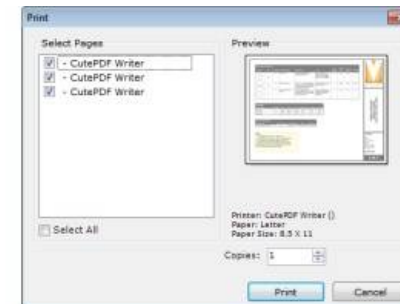 Print
Select Pages
- CutePDF Writer
- CutePDF Writer
- CutePDF Writer
Select All
Preview
Printer: CutePDF Writer ()
Paper: Letter
Paper Size: 8.5 X 11
Copies: 1
Print
Cancel